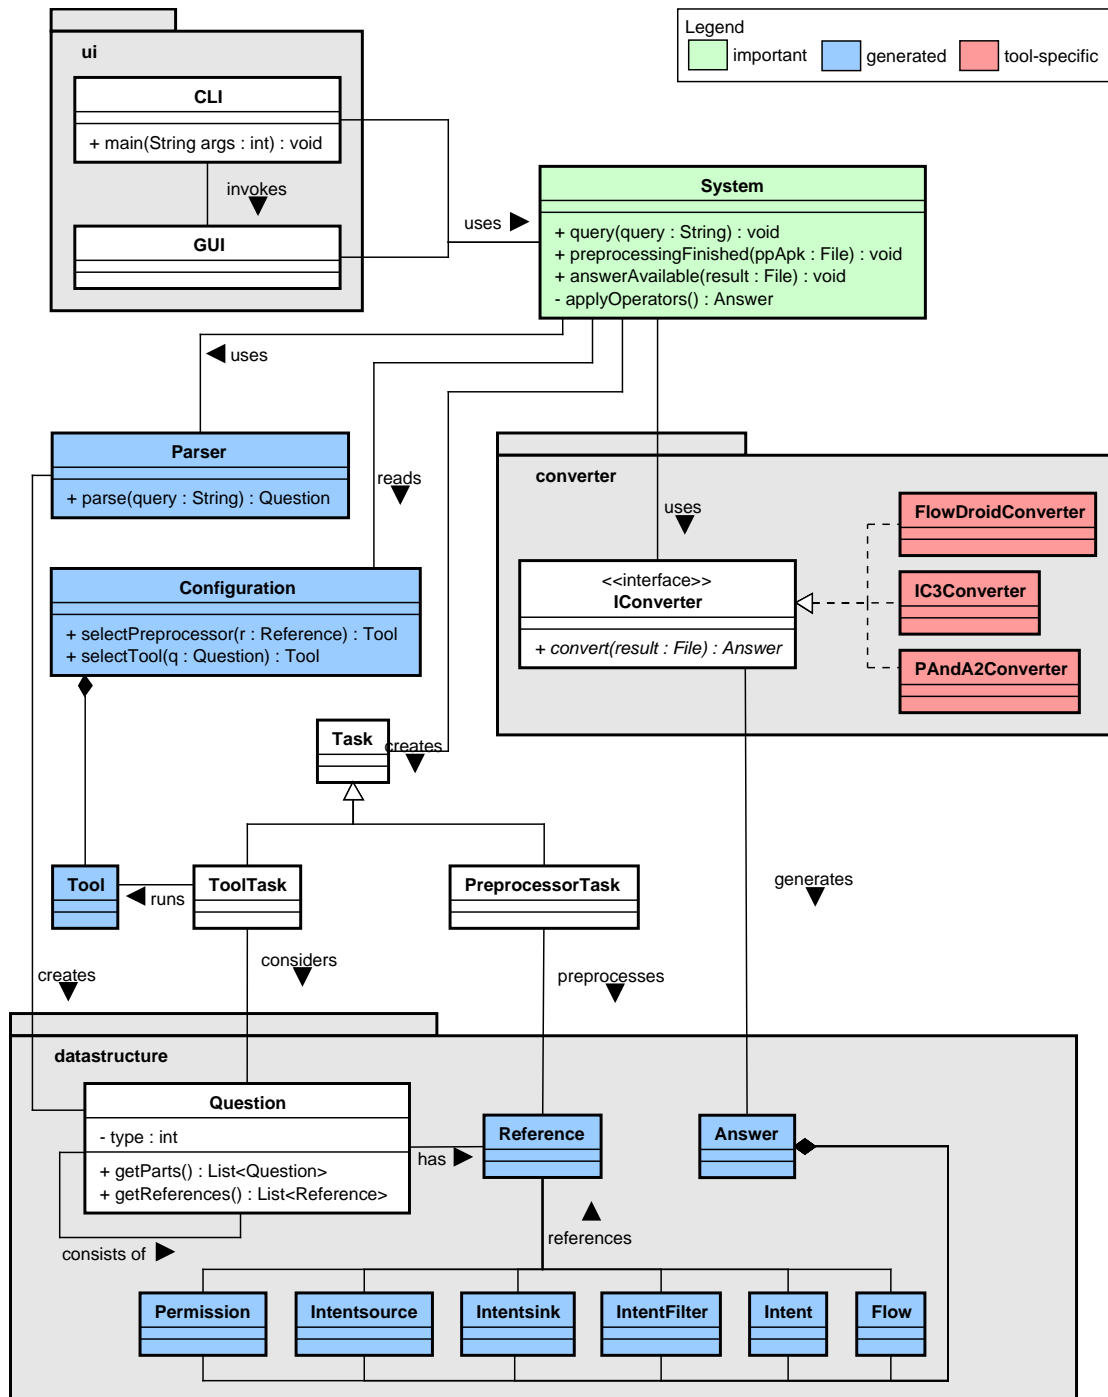 Legend
important
generated
tool-specific
ui
CLI
+ main(String args : int) : void
invokes
GUI
uses
System
+ query(query : String) : void
+ preprocessingFinished(ppApk : File) : void
+ answerAvailable(result : File) : void
- applyOperators() : Answer
uses
Parser
+ parse(query : String) : Question
reads
Configuration
+ selectPreprocessor(r : Reference) : Tool
+ selectTool(q : Question) : Tool
converter
uses
<<interface>>
IConverter
+ convert(result : File) : Answer
FlowDroidConverter
IC3Converter
PAndA2Converter
Task
creates
Tool
runs
ToolTask
PreprocessorTask
generates
creates
considers
preprocesses
datastructure
Question
- type : int
+ getParts() : List<Question>
+ getReferences() : List<Reference>
has
Reference
Answer
consists of
references
Permission
Intentsource
Intentsink
IntentFilter
Intent
Flow